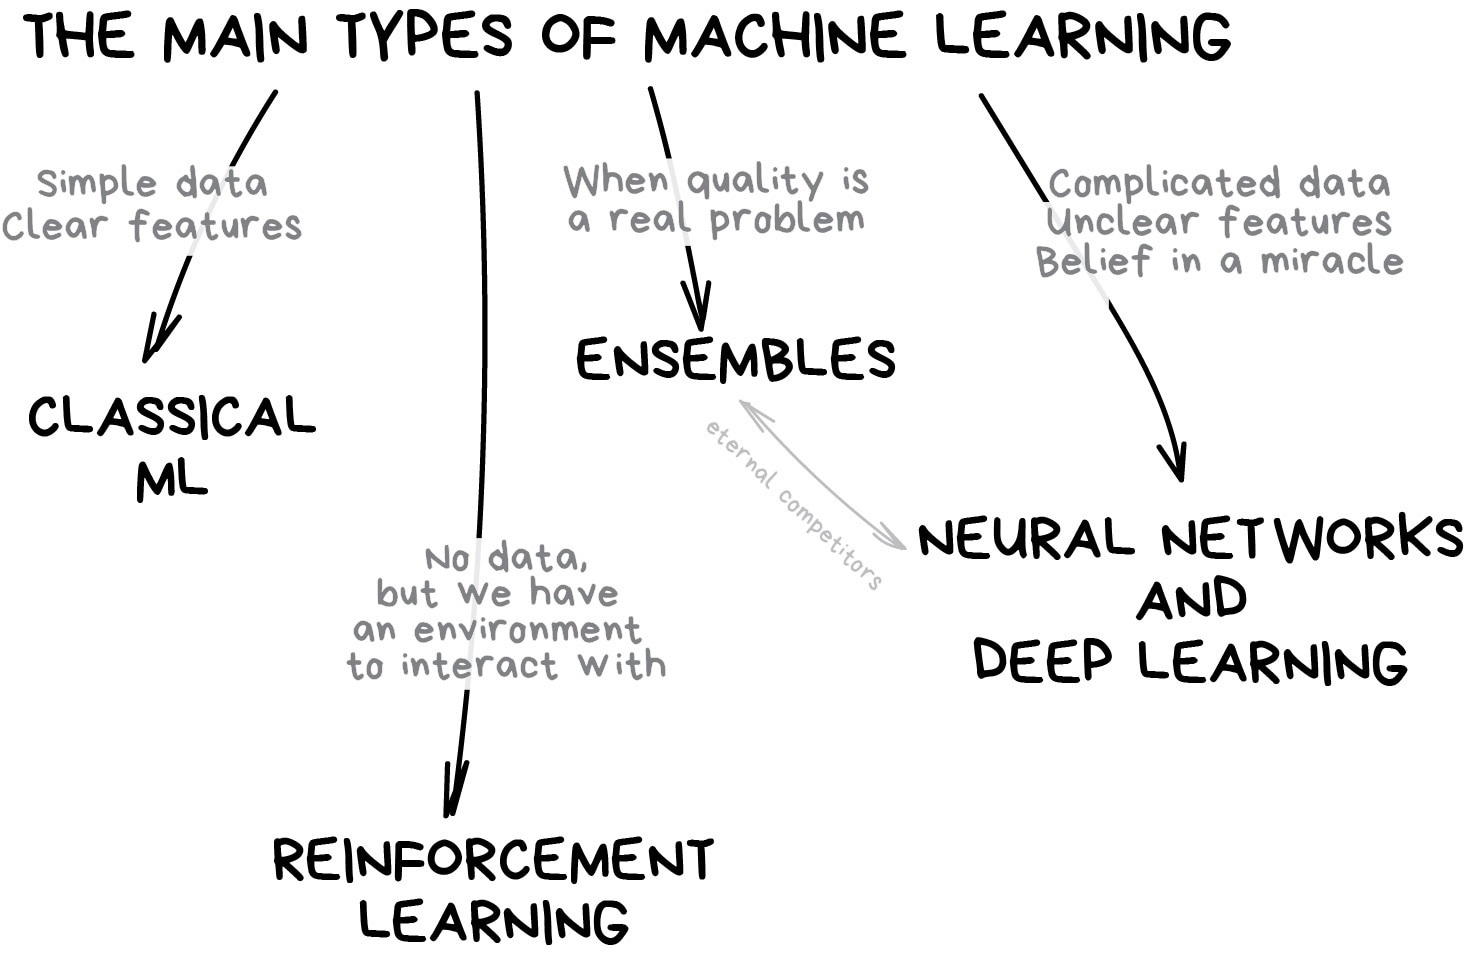 THE MAIN TYPES OF MACHINE LEARNING
Simple data
Clear features
CLASSICAL
ML
No data,
but we have
an environment
to interact with
REINFORCEMENT
LEARNING
When quality is
a real problem
ENSEMBLES
eternal competitors
Complicated data
Unclear features
Belief in a miracle
NEURAL NETWORKS
AND
DEEP LEARNING